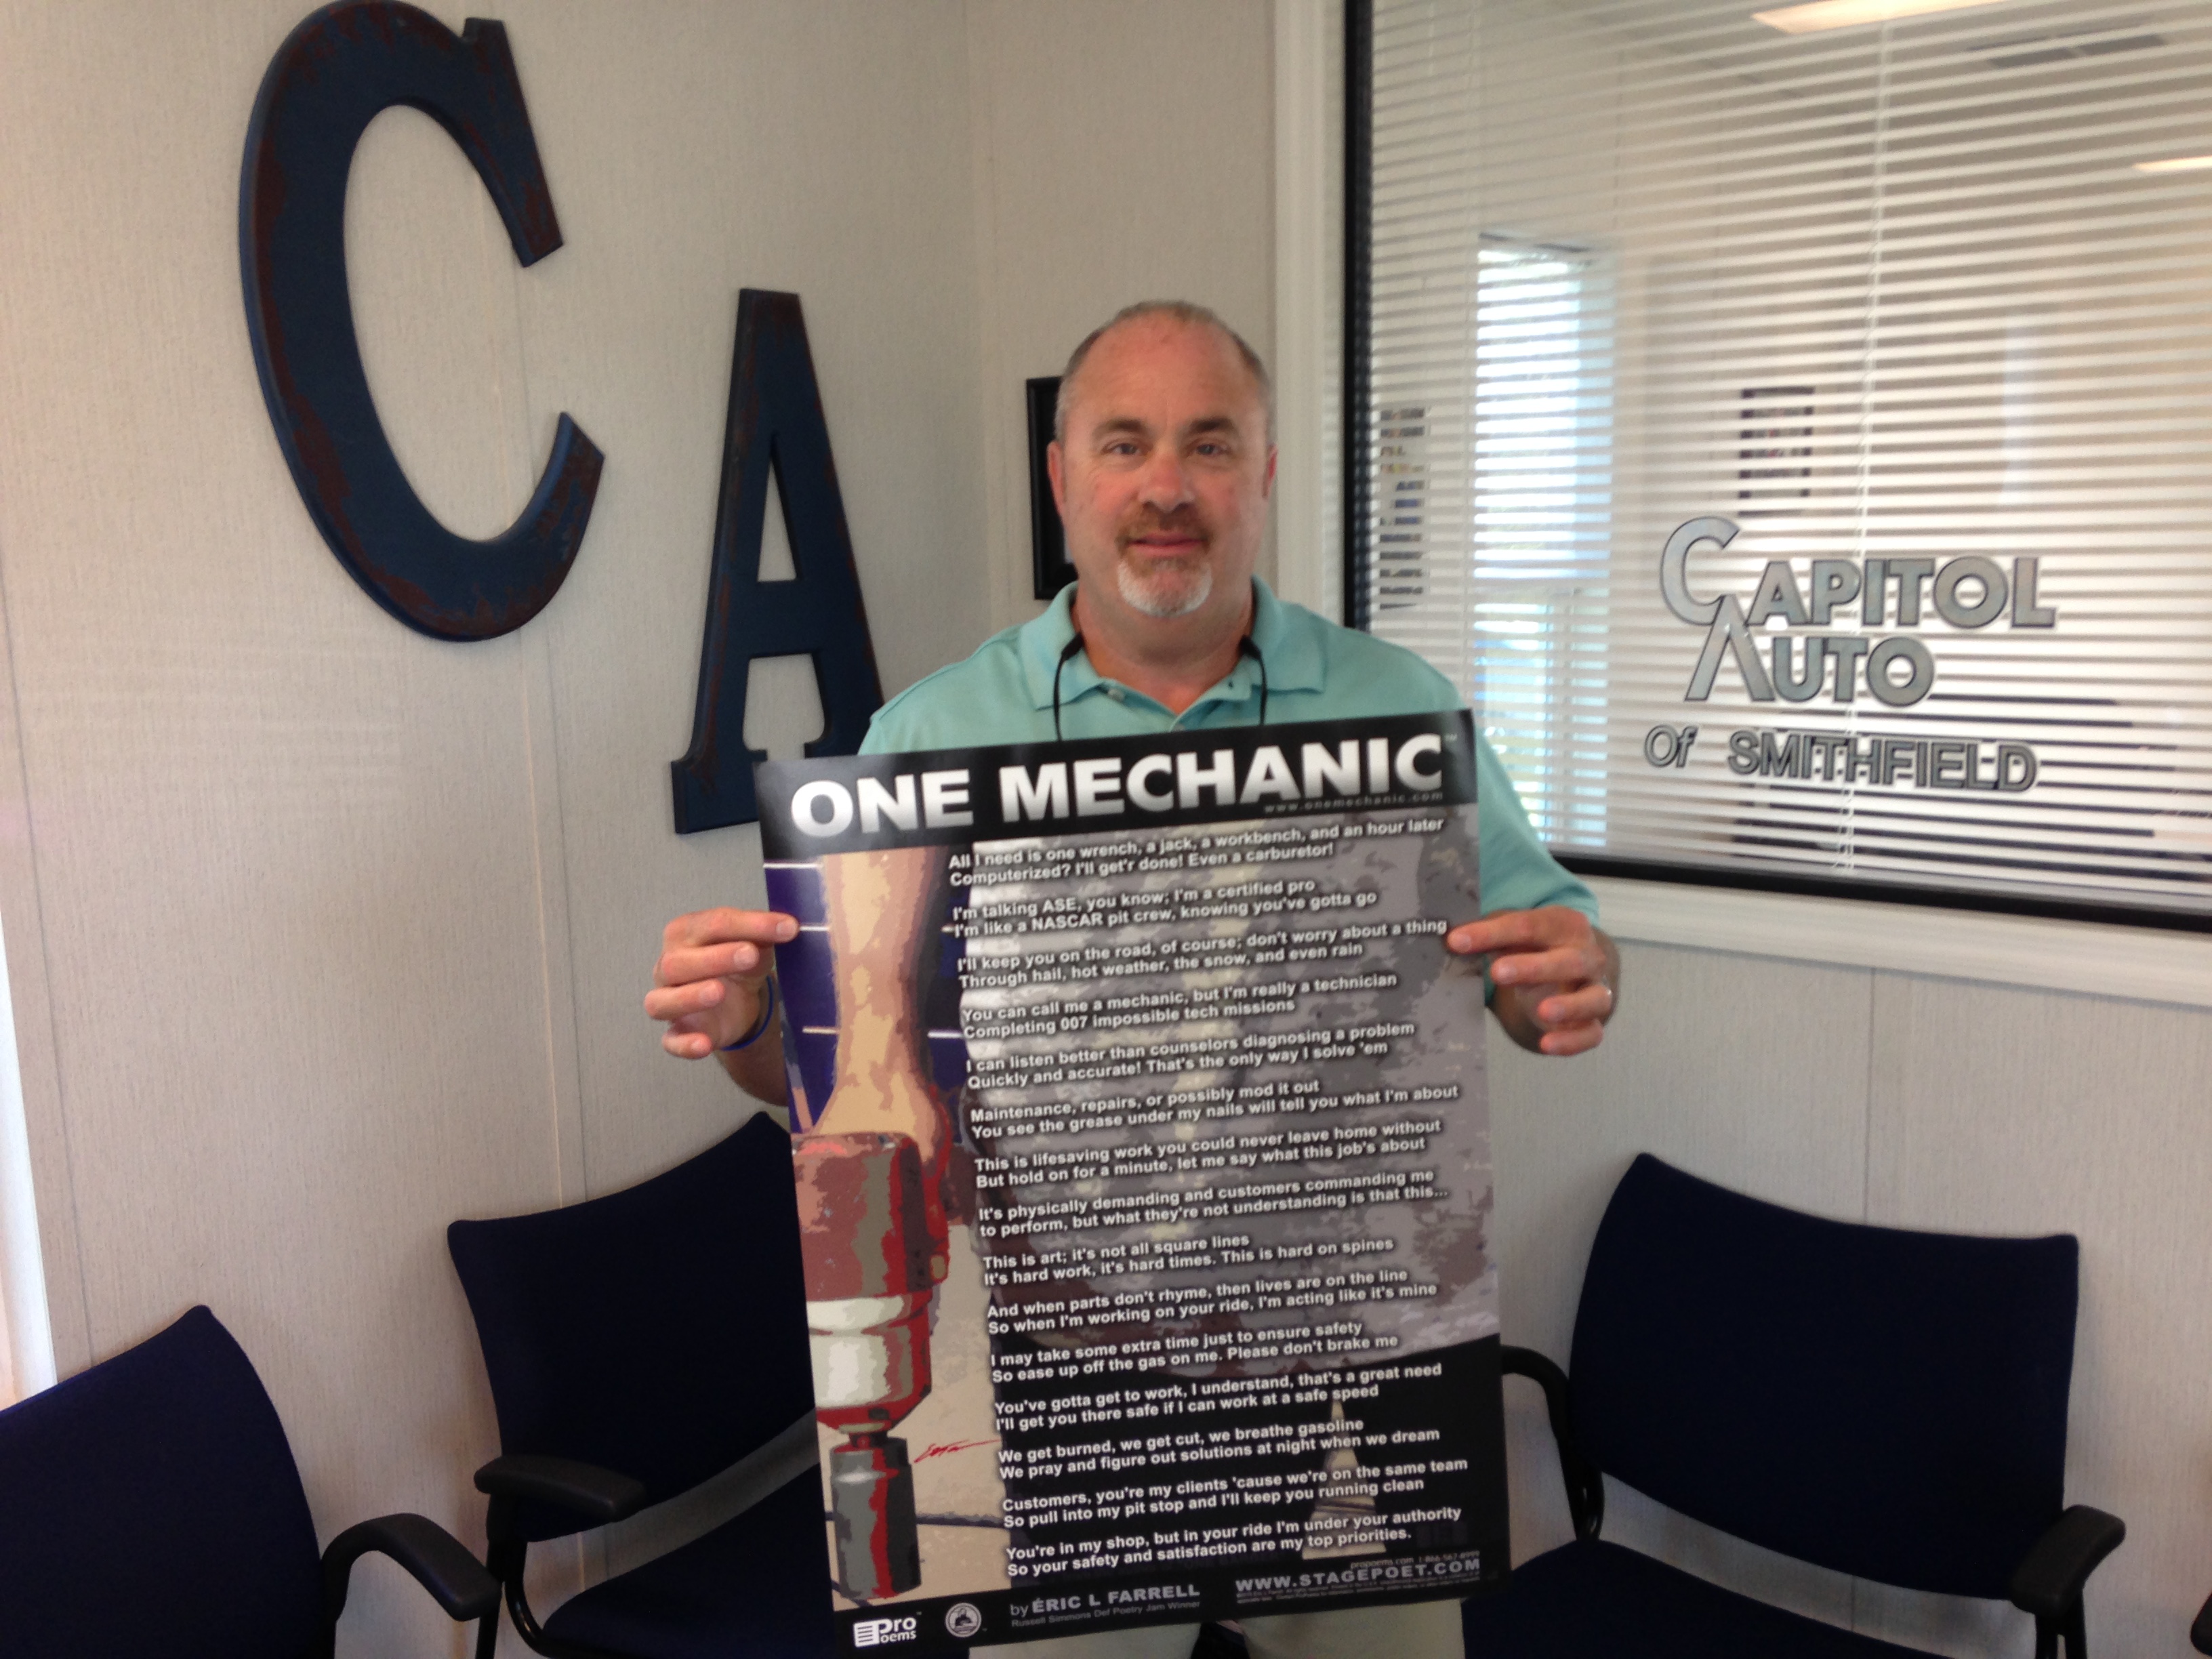 CA
CAPITOL
AUTO
Of SMITHFIELD
ONE MECHANIC™
www.onemechanic.com
All I need is one wrench, a jack, a workbench, and an hour later
Computerized? I'll get'r done! Even a carburetor!
I'm talking ASE, you know; I'm a certified pro
I'm like a NASCAR pit crew, knowing you've gotta go
I'll keep you on the road, of course; don't worry about a thing
Through hail, hot weather, the snow, and even rain
You can call me a mechanic, but I'm really a technician
Completing 007 impossible tech missions
I can listen better than counselors diagnosing a problem
Quickly and accurate! That's the only way I solve 'em
Maintenance, repairs, or possibly mod it out
You see the grease under my nails will tell you what I'm about
This is lifesaving work you could never leave home without
But hold on for a minute, let me say what this job's about
It's physically demanding and customers commanding me
to perform, but what they're not understanding is that this...
This is art; it's not all square lines
It's hard work, it's hard times. This is hard on spines
And when parts don't rhyme, then lives are on the line
So when I'm working on your ride, I'm acting like it's mine
I may take some extra time just to ensure safety
So ease up off the gas on me. Please don't brake me
You've gotta get to work, I understand, that's a great need
I'll get you there safe if I can work at a safe speed
We get burned, we get cut, we breathe gasoline
We pray and figure out solutions at night when we dream
Customers, you're my clients 'cause we're on the same team
So pull into my pit stop and I'll keep you running clean
You're in my shop, but in your ride I'm under your authority
So your safety and satisfaction are my top priorities.
Pro
oems
by ÉRIC L FARRELL
Russell Simmons Def Poetry Jam Winner
propoems.com 1-866-567-8999
WWW.STAGEPOET.COM